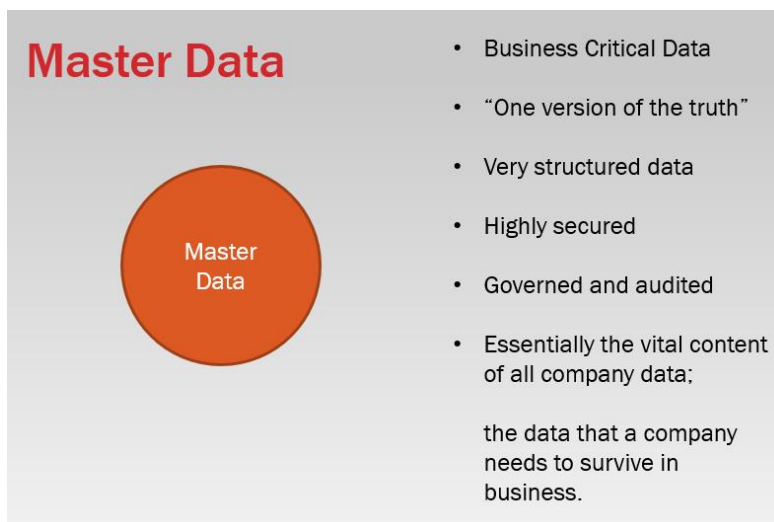 Master Data
Master
Data
• Business Critical Data
• “One version of the truth”
• Very structured data
• Highly secured
• Governed and audited
• Essentially the vital content
of all company data;
the data that a company
needs to survive in
business.